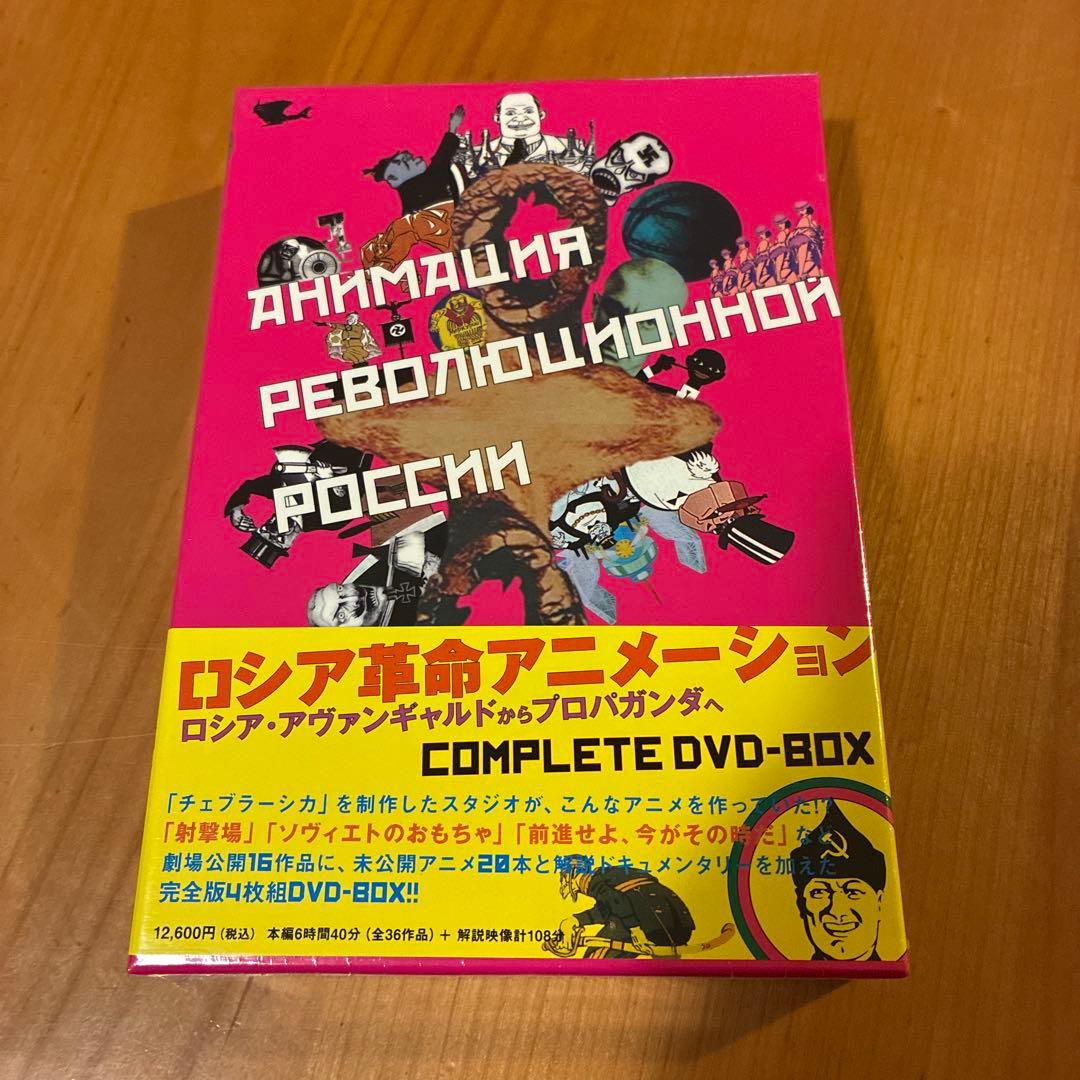 АНИМАЦИЯ
РЕВОЛЮЦИОННОЙ
РОССИИ
ロシア革命アニメーション
ロシア・アヴァンギャルドからプロパガンダへ
COMPLETE DVD-BOX
「チェブラーシカ」を制作したスタジオが、こんなアニメを作っていた!?
「射撃場」「ソヴィエトのおもちゃ」「前進せよ、今がその時だ」など
劇場公開16作品に、未公開アニメ20本と解説ドキュメンタリーを加えた
完全版4枚組DVD-BOX!!
12,600円（税込） 本編6時間40分（全36作品）＋ 解説映像計108分